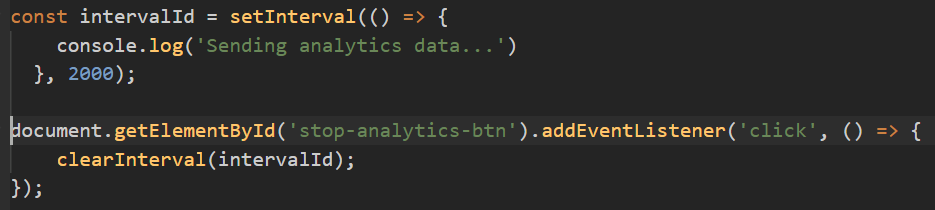 const intervalId = setInterval(() => {
    console.log('Sending analytics data...')
  }, 2000);

document.getElementById('stop-analytics-btn').addEventListener('click', () => {
    clearInterval(intervalId);
});